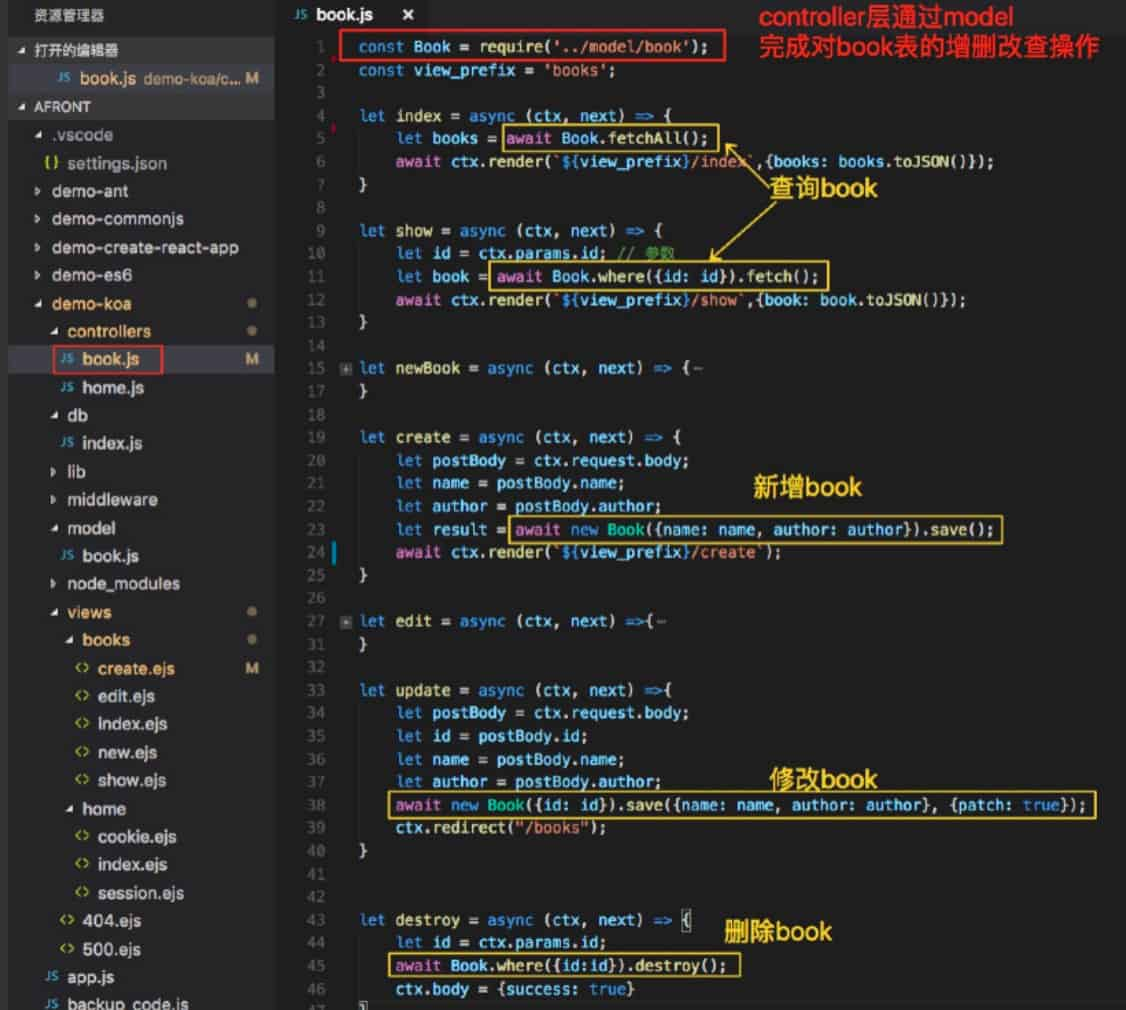 资源管理器
打开的编辑器
JS book.js demo-koa/c... M
AFRONT
.vscode
{} settings.json
demo-ant
demo-commonjs
demo-create-react-app
demo-es6
demo-koa
controllers
JS book.js M
JS home.js
db
JS index.js
lib
middleware
model
JS book.js
node_modules
views
books
<> create.ejs M
<> edit.ejs
<> index.ejs
<> new.ejs
<> show.ejs
home
<> cookie.ejs
<> index.ejs
<> session.ejs
<> 404.ejs
<> 500.ejs
JS app.js
JS backup_code.js
JS book.js ×
controller层通过model
完成对book表的增删改查操作
1 const Book = require('../model/book');
2 const view_prefix = 'books';
3
4 let index = async (ctx, next) => {
5 let books = await Book.fetchAll();
6 await ctx.render(`${view_prefix}/index`,{books: books.toJSON()});
7 }
查询book
8
9 let show = async (ctx, next) => {
10 let id = ctx.params.id; // 参数
11 let book = await Book.where({id: id}).fetch();
12 await ctx.render(`${view_prefix}/show`,{book: book.toJSON()});
13 }
14
15 let newBook = async (ctx, next) => {
17 }
18
19 let create = async (ctx, next) => {
20 let postBody = ctx.request.body;
21 let name = postBody.name;
新增book
22 let author = postBody.author;
23 let result = await new Book({name: name, author: author}).save();
24 await ctx.render(`${view_prefix}/create`);
25 }
26
27 let edit = async (ctx, next) =>{
31 }
32
33 let update = async (ctx, next) =>{
34 let postBody = ctx.request.body;
35 let id = postBody.id;
36 let name = postBody.name;
37 let author = postBody.author;
修改book
38 await new Book({id: id}).save({name: name, author: author}, {patch: true});
39 ctx.redirect("/books");
40 }
41
42
43 let destroy = async (ctx, next) => {
删除book
44 let id = ctx.params.id;
45 await Book.where({id:id}).destroy();
46 ctx.body = {success: true}
47 }